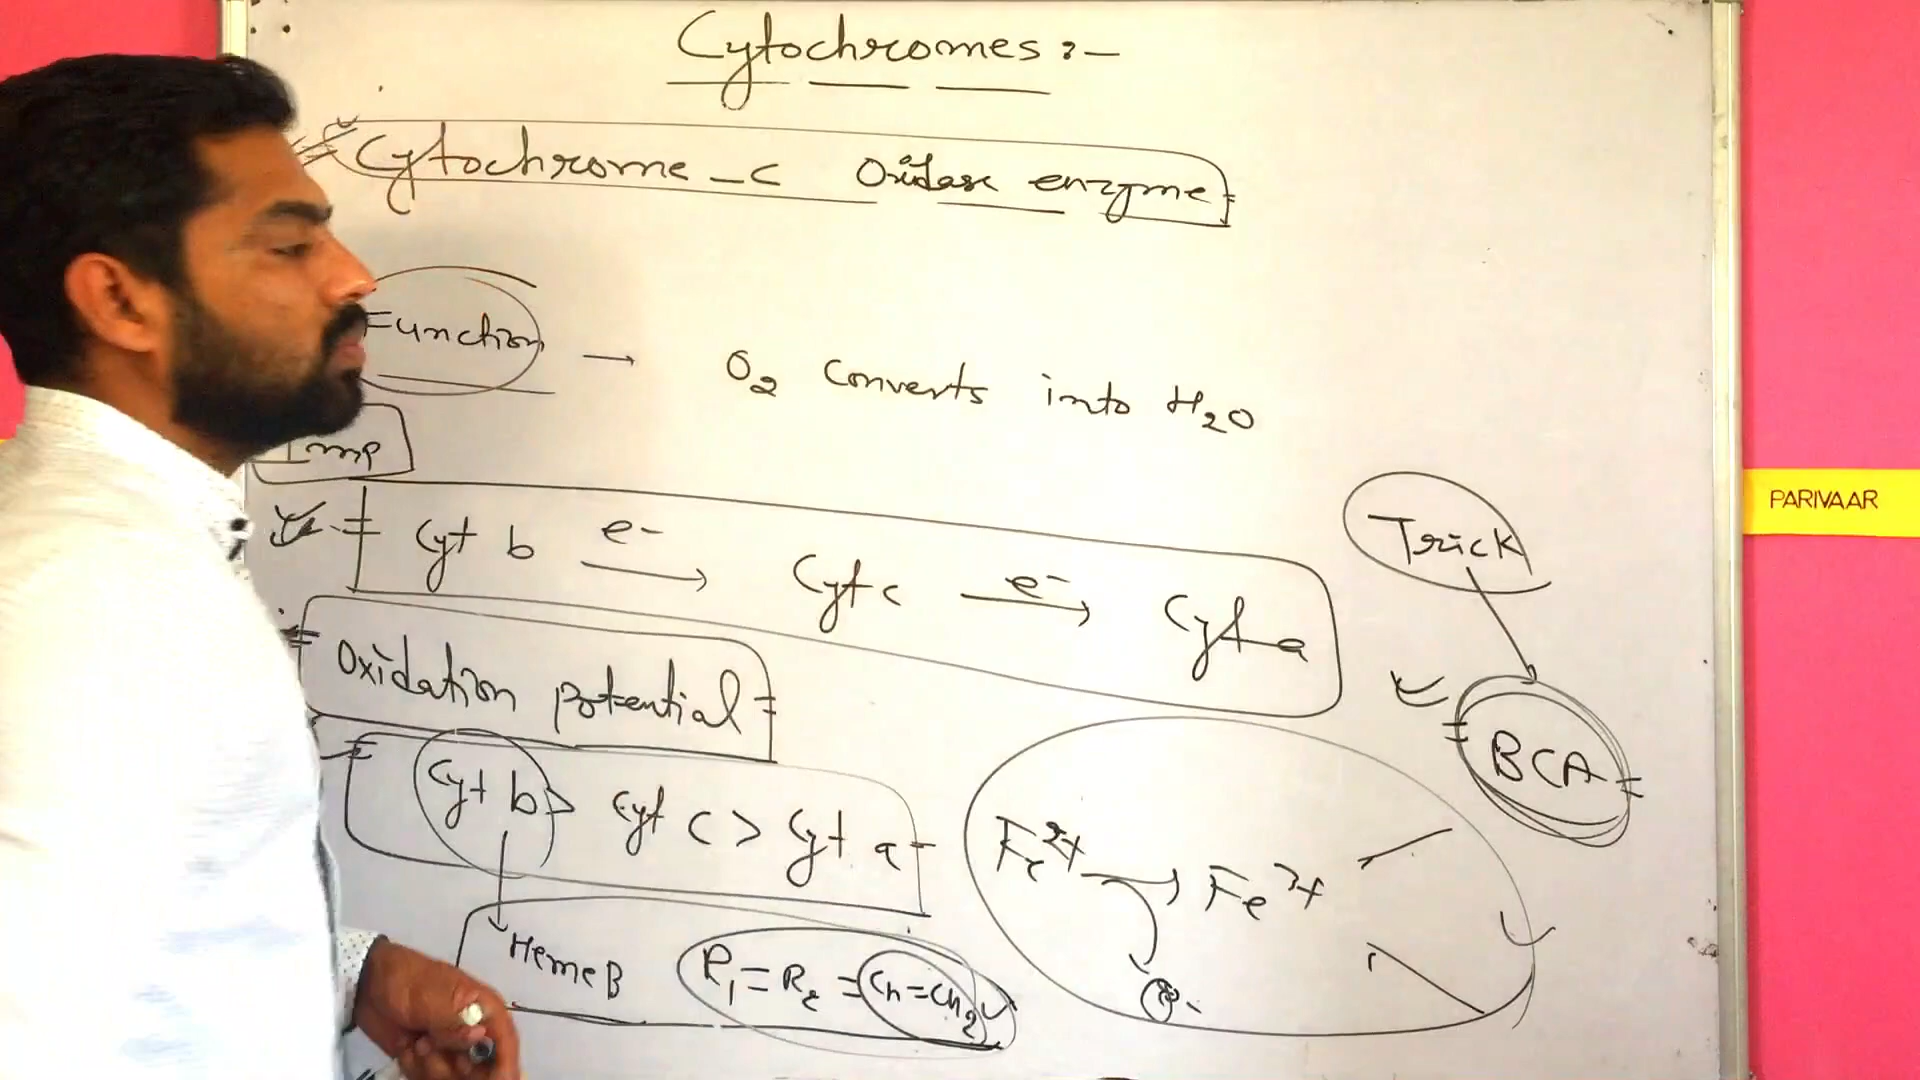 Cytochromes :-
Cytochrome - c Oxidase enzyme
Function → O₂ Converts into H₂O
Imp
Cyt b e- → Cyt c e- → Cyt a
Trick
BCA
Oxidation potential
Cyt b > Cyt c > Cyt a
Fe²⁺ → Fe³⁺
e-
Heme B R₁ = R₂ = CH=CH₂
PARIVAAR